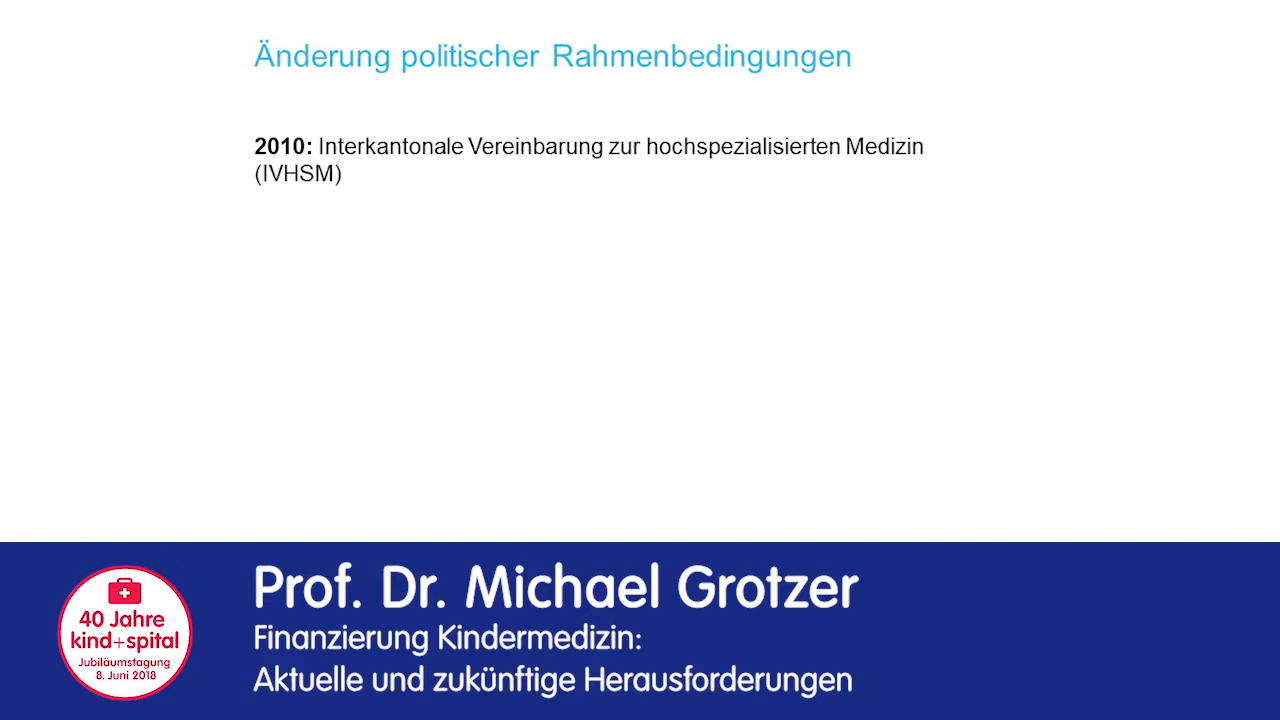 Änderung politischer Rahmenbedingungen
2010: Interkantonale Vereinbarung zur hochspezialisierten Medizin
(IVHSM)
40 Jahre
kind+spital
Jubiläumstagung
8. Juni 2018
Prof. Dr. Michael Grotzer
Finanzierung Kindermedizin:
Aktuelle und zukünftige Herausforderungen